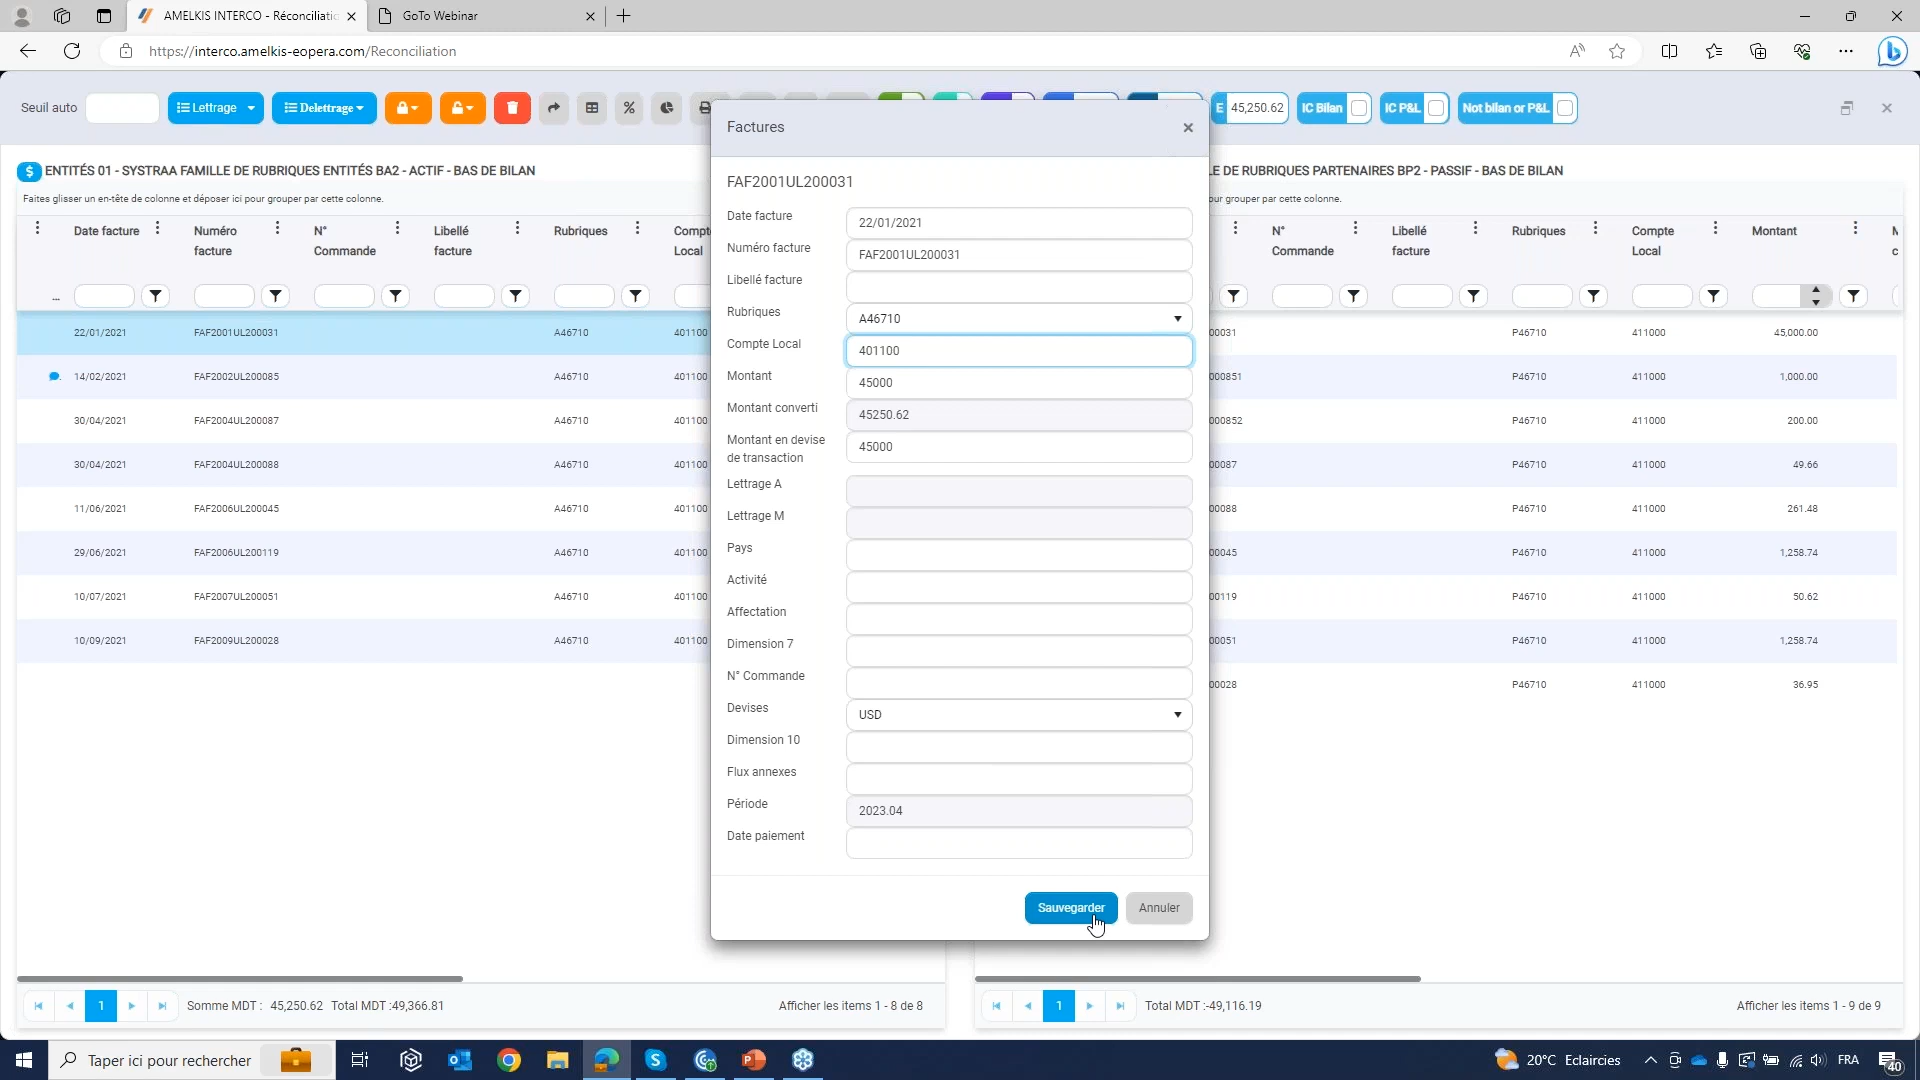 AMELKIS INTERCO - Réconciliatio
GoTo Webinar
https://interco.amelkis-eopera.com/Reconciliation
Seuil auto
Lettrage
Delettrage
E 45,250.62
IC Bilan
IC P&L
Not bilan or P&L
$ ENTITÉS 01 - SYSTRAA FAMILLE DE RUBRIQUES ENTITÉS BA2 - ACTIF - BAS DE BILAN
Faites glisser un en-tête de colonne et déposer ici pour grouper par cette colonne.
Date facture
Numéro facture
N° Commande
Libellé facture
Rubriques
Compt
Local
...
22/01/2021 FAF2001UL200031 A46710 401100
14/02/2021 FAF2002UL200085 A46710 401100
30/04/2021 FAF2004UL200087 A46710 401100
30/04/2021 FAF2004UL200088 A46710 401100
11/06/2021 FAF2006UL200045 A46710 401100
29/06/2021 FAF2006UL200119 A46710 401100
10/07/2021 FAF2007UL200051 A46710 401100
10/09/2021 FAF2009UL200028 A46710 401100
1
Somme MDT : 45,250.62 Total MDT :49,366.81
Afficher les items 1 - 8 de 8
Factures
FAF2001UL200031
Date facture 22/01/2021
Numéro facture FAF2001UL200031
Libellé facture
Rubriques A46710
Compte Local 401100
Montant 45000
Montant converti 45250.62
Montant en devise
de transaction 45000
Lettrage A
Lettrage M
Pays
Activité
Affectation
Dimension 7
N° Commande
Devises USD
Dimension 10
Flux annexes
Période 2023.04
Date paiement
Sauvegarder
Annuler
LE DE RUBRIQUES PARTENAIRES BP2 - PASSIF - BAS DE BILAN
our grouper par cette colonne.
N° Commande
Libellé facture
Rubriques
Compte Local
Montant
00031 P46710 411000 45,000.00
000851 P46710 411000 1,000.00
000852 P46710 411000 200.00
00087 P46710 411000 49.66
00088 P46710 411000 261.48
00045 P46710 411000 1,258.74
00119 P46710 411000 50.62
00051 P46710 411000 1,258.74
00028 P46710 411000 36.95
1
Total MDT :-49,116.19
Afficher les items 1 - 9 de 9
Taper ici pour rechercher
20°C Eclaircies
FRA
40